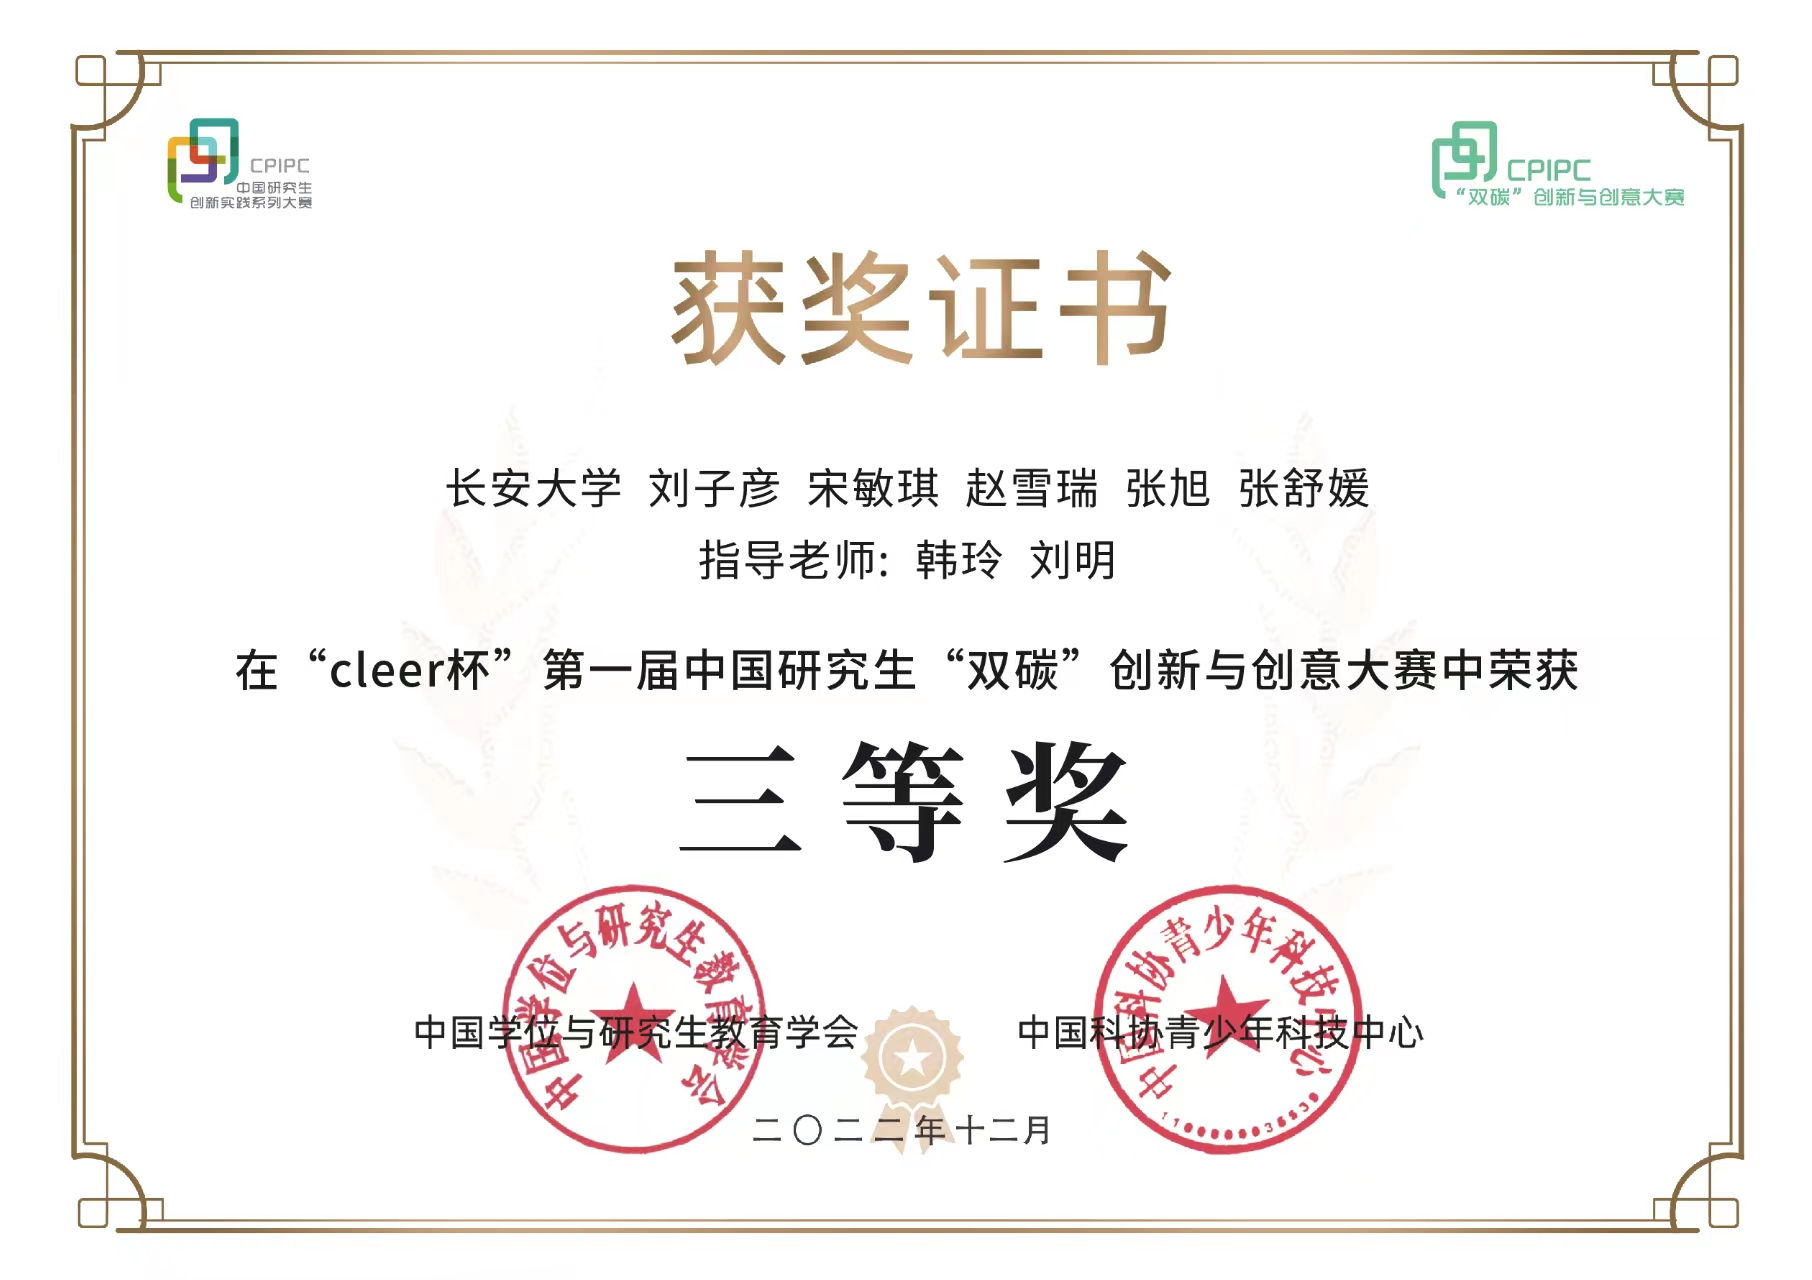 CPIPC
中国研究生
创新实践系列大赛
CPIPC
“双碳”创新与创意大赛
获奖证书
长安大学 刘子彦 宋敏琪 赵雪瑞 张旭 张舒媛
指导老师: 韩玲 刘明
在“cleer杯”第一届中国研究生“双碳”创新与创意大赛中荣获
三等奖
中国学位与研究生教育学会
中国科协青少年科技中心
中国学位与研究生教育学会
中国科协青少年科技中心
二〇二二年十二月